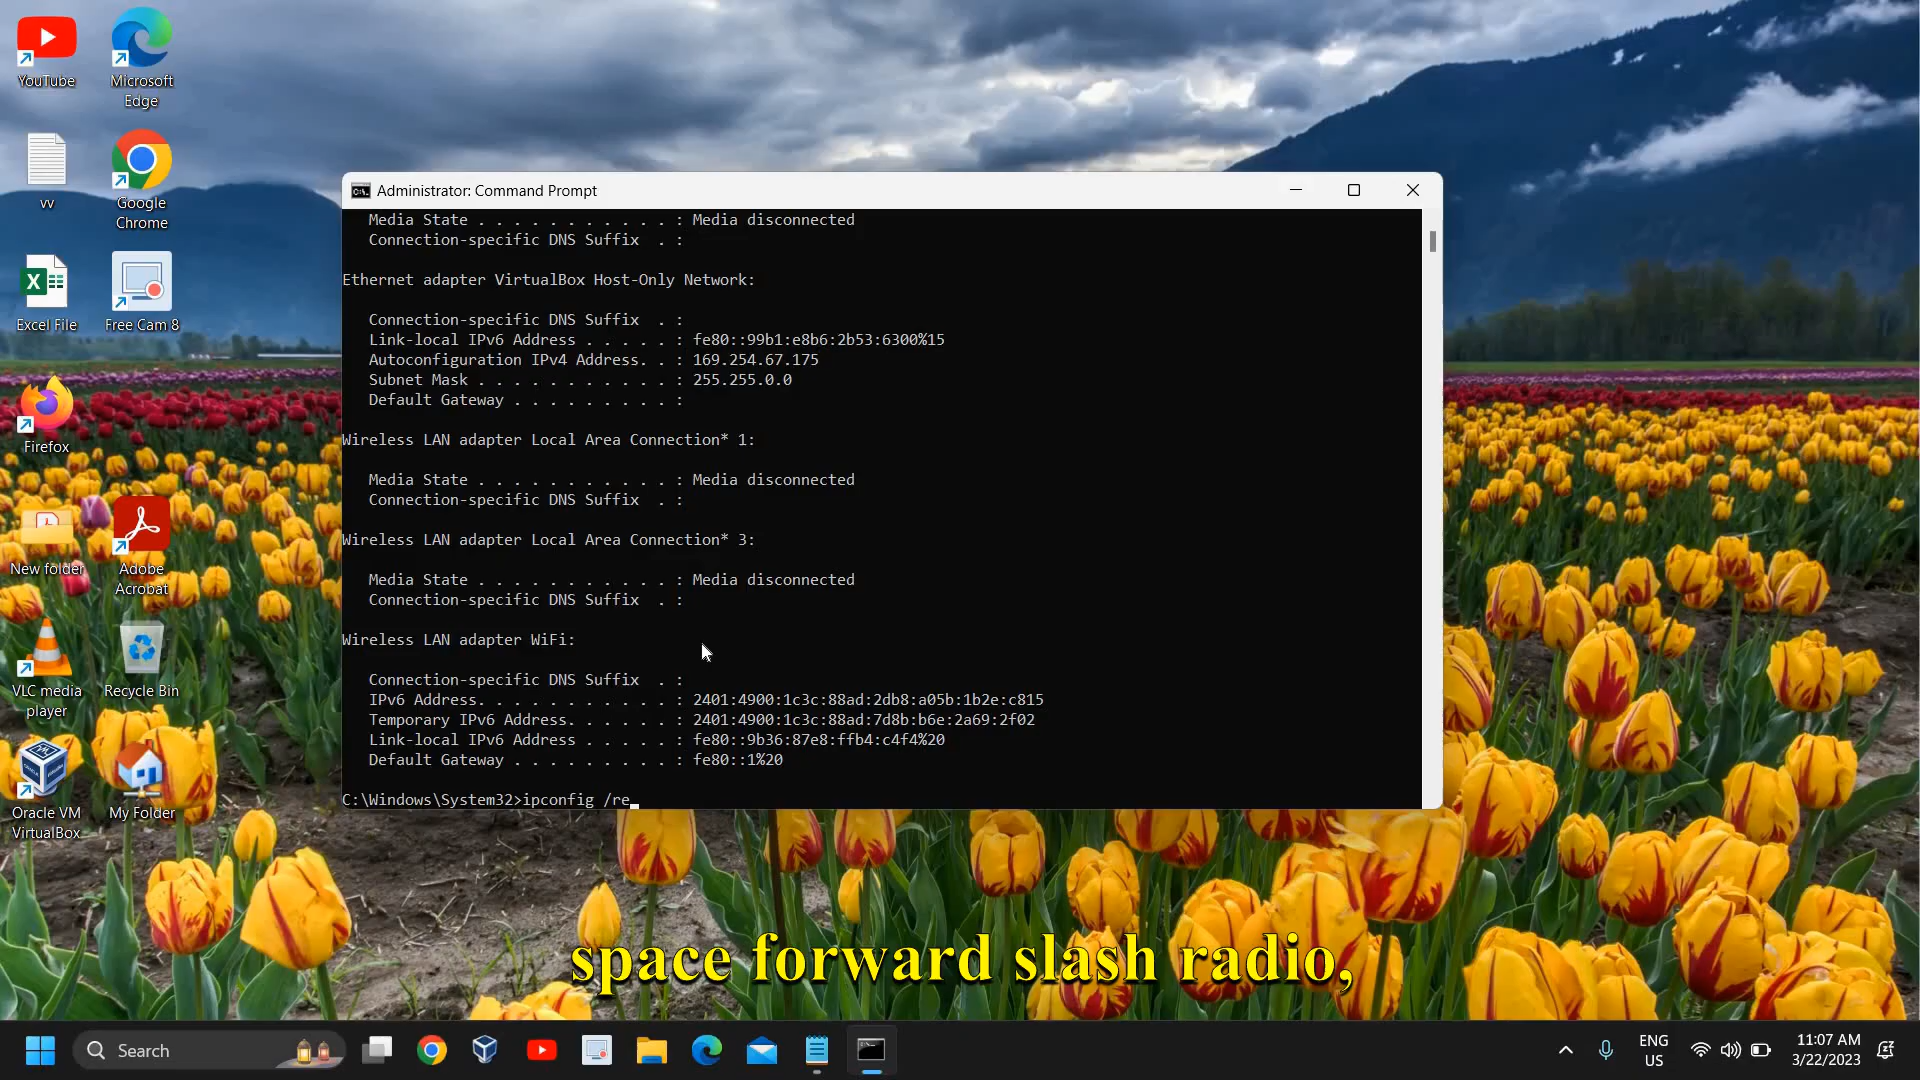 YouTube
Microsoft
Edge
vv
Google
Chrome
Excel File
Free Cam 8
Firefox
New folder
Adobe
Acrobat
VLC media
player
Recycle Bin
Oracle VM
VirtualBox
My Folder
Administrator: Command Prompt
Media State . . . . . . . . . . . : Media disconnected
Connection-specific DNS Suffix  . :
Ethernet adapter VirtualBox Host-Only Network:
Connection-specific DNS Suffix  . :
Link-local IPv6 Address . . . . . : fe80::99b1:e8b6:2b53:6300%15
Autoconfiguration IPv4 Address. . : 169.254.67.175
Subnet Mask . . . . . . . . . . . : 255.255.0.0
Default Gateway . . . . . . . . . :
Wireless LAN adapter Local Area Connection* 1:
Media State . . . . . . . . . . . : Media disconnected
Connection-specific DNS Suffix  . :
Wireless LAN adapter Local Area Connection* 3:
Media State . . . . . . . . . . . : Media disconnected
Connection-specific DNS Suffix  . :
Wireless LAN adapter WiFi:
Connection-specific DNS Suffix  . :
IPv6 Address. . . . . . . . . . . : 2401:4900:1c3c:88ad:2db8:a05b:1b2e:c815
Temporary IPv6 Address. . . . . . : 2401:4900:1c3c:88ad:7d8b:b6e:2a69:2f02
Link-local IPv6 Address . . . . . : fe80::9b36:87e8:ffb4:c4f4%20
Default Gateway . . . . . . . . . : fe80::1%20
C:\Windows\System32>ipconfig /re
space forward slash radio,
Search
ENG
US
11:07 AM
3/22/2023